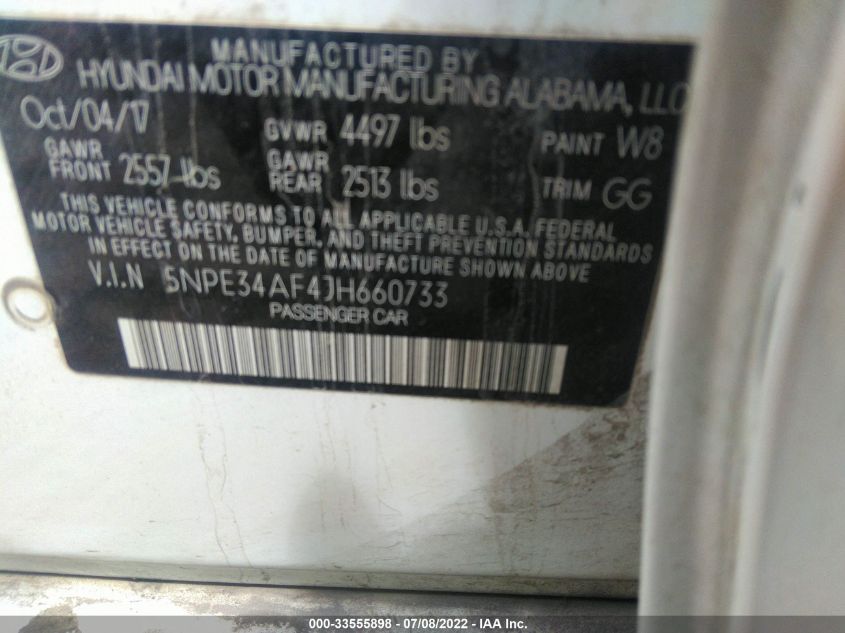 MANUFACTURED BY
HYUNDAI MOTOR MANUFACTURING ALABAMA, LLC
Oct/04/17 GVWR 4497 lbs PAINT W8
GAWR FRONT 2557 lbs GAWR REAR 2513 lbs TRIM GG
THIS VEHICLE CONFORMS TO ALL APPLICABLE U.S.A. FEDERAL
MOTOR VEHICLE SAFETY, BUMPER, AND THEFT PREVENTION STANDARDS
IN EFFECT ON THE DATE OF MANUFACTURE SHOWN ABOVE
V.I.N 5NPE34AF4JH660733
PASSENGER CAR
000-33555898 - 07/08/2022 - IAA Inc.